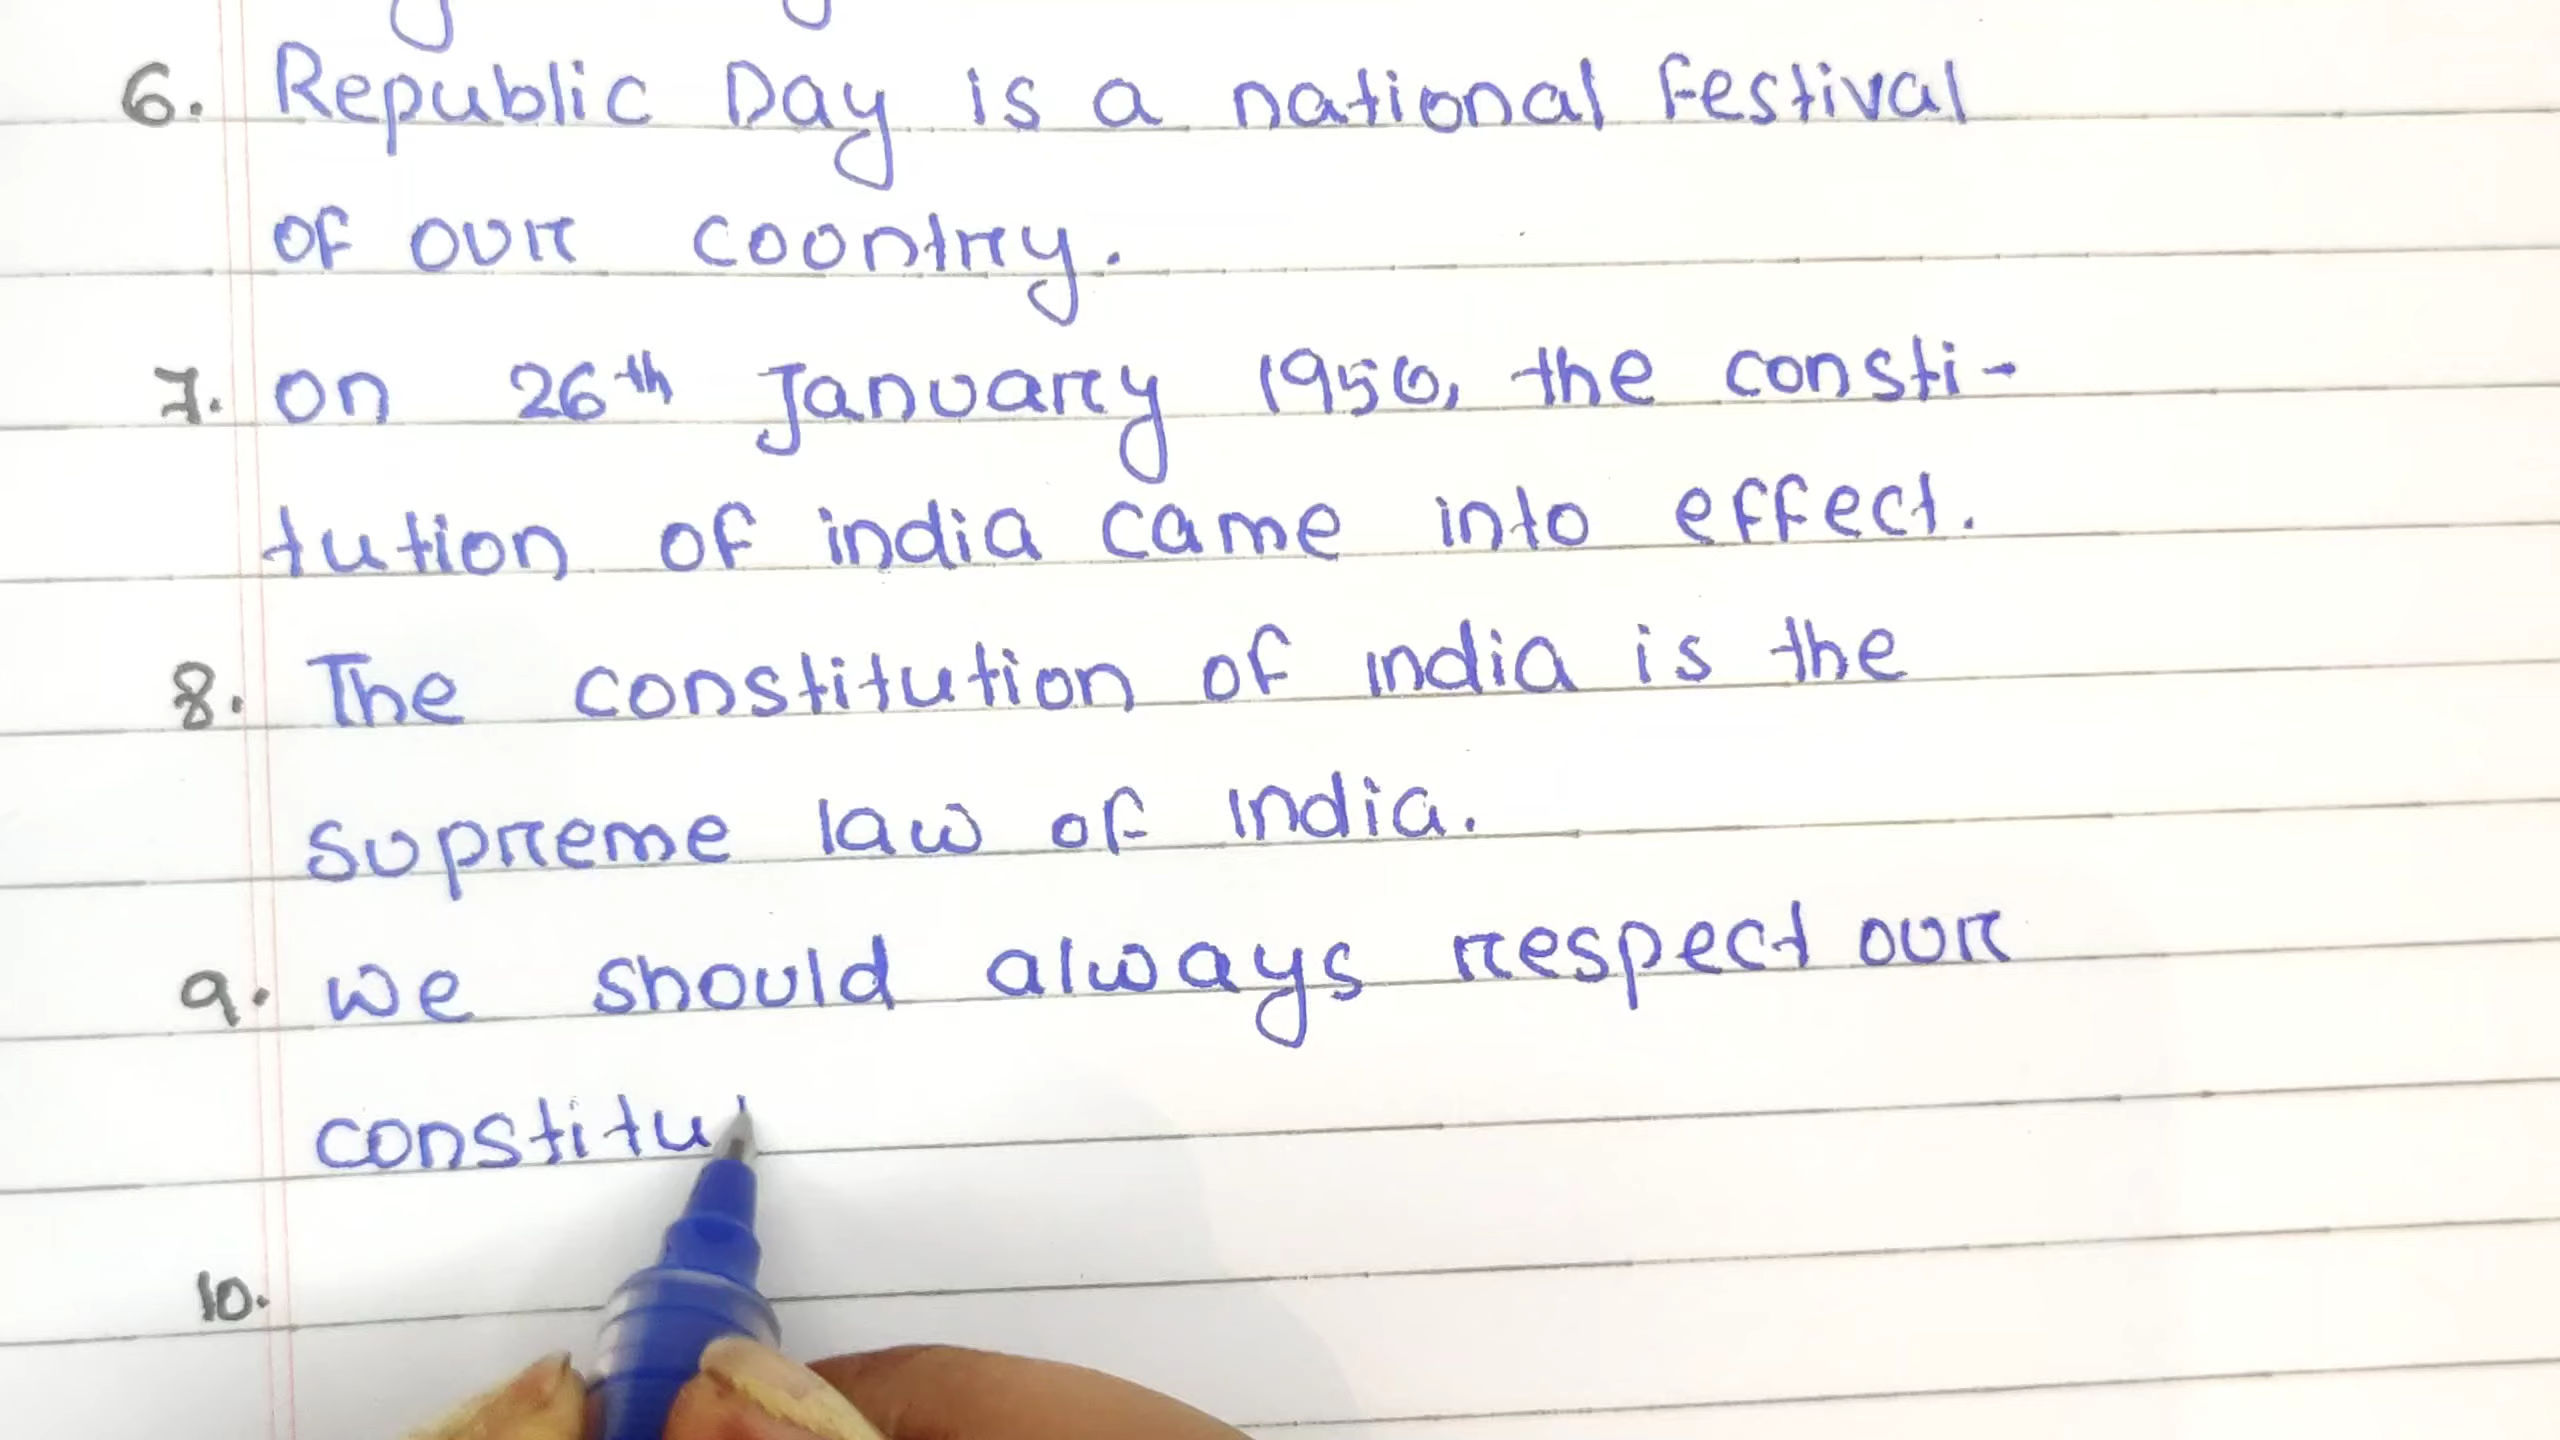 6. Republic Day is a national festival
of our coontry.
7. on 26th January 1950, the consti-
tution of india came into effect.
8. The constitution of india is the
supreme law of India.
9. we should always respect our
constitut
10.